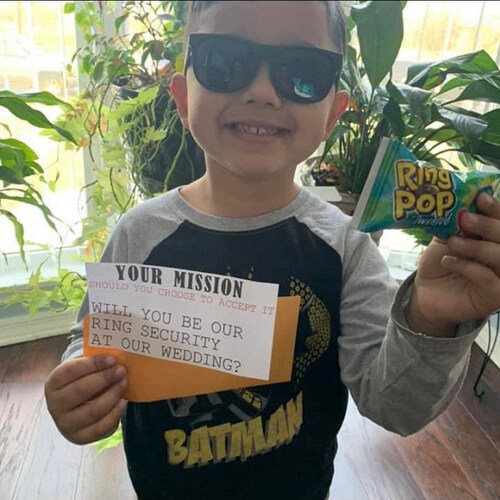 Ring
Pop
YOUR MISSION
SHOULD YOU CHOOSE TO ACCEPT IT
WILL YOU BE OUR
RING SECURITY
AT OUR WEDDING?
BATMAN